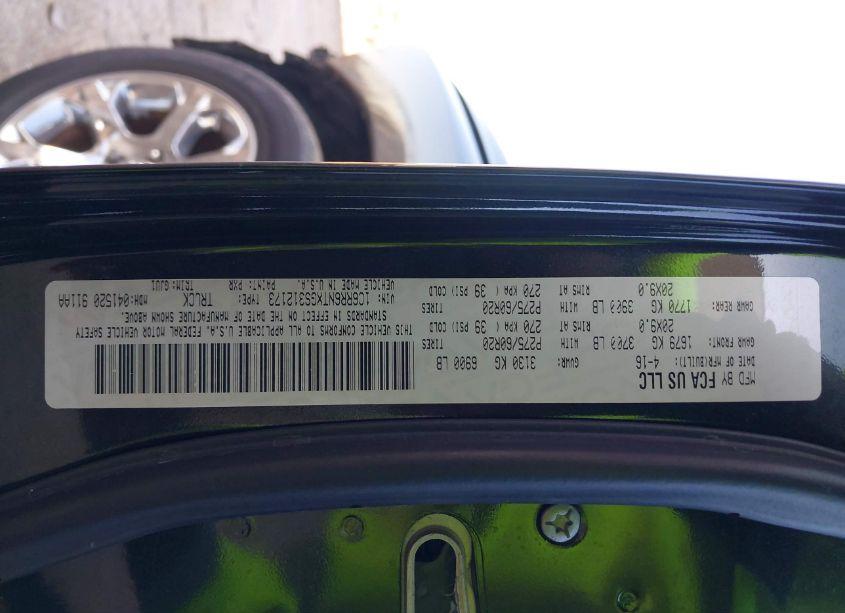 MFD BY FCA US LLC
DATE OF MFR(BUILT): 4-16 GVWR: 3130 KG 6900 LB
GAWR FRONT: 1679 KG 3700 LB WITH P275/60R20 TIRES
20X9.0 RIMS AT 270 KPA( 39 PSI) COLD
GAWR REAR: 1770 KG 3900 LB WITH P275/60R20 TIRES
20X9.0 RIMS AT 270 KPA( 39 PSI) COLD
THIS VEHICLE CONFORMS TO ALL APPLICABLE U.S.A. FEDERAL MOTOR VEHICLE SAFETY
STANDARDS IN EFFECT ON THE DATE OF MANUFACTURE SHOWN ABOVE.
VIN: 1C6RR6NTXGS312173 TYPE: TRUCK MDH:041520 911AA
VEHICLE MADE IN U.S.A. PAINT: PXR TRIM:GJU1